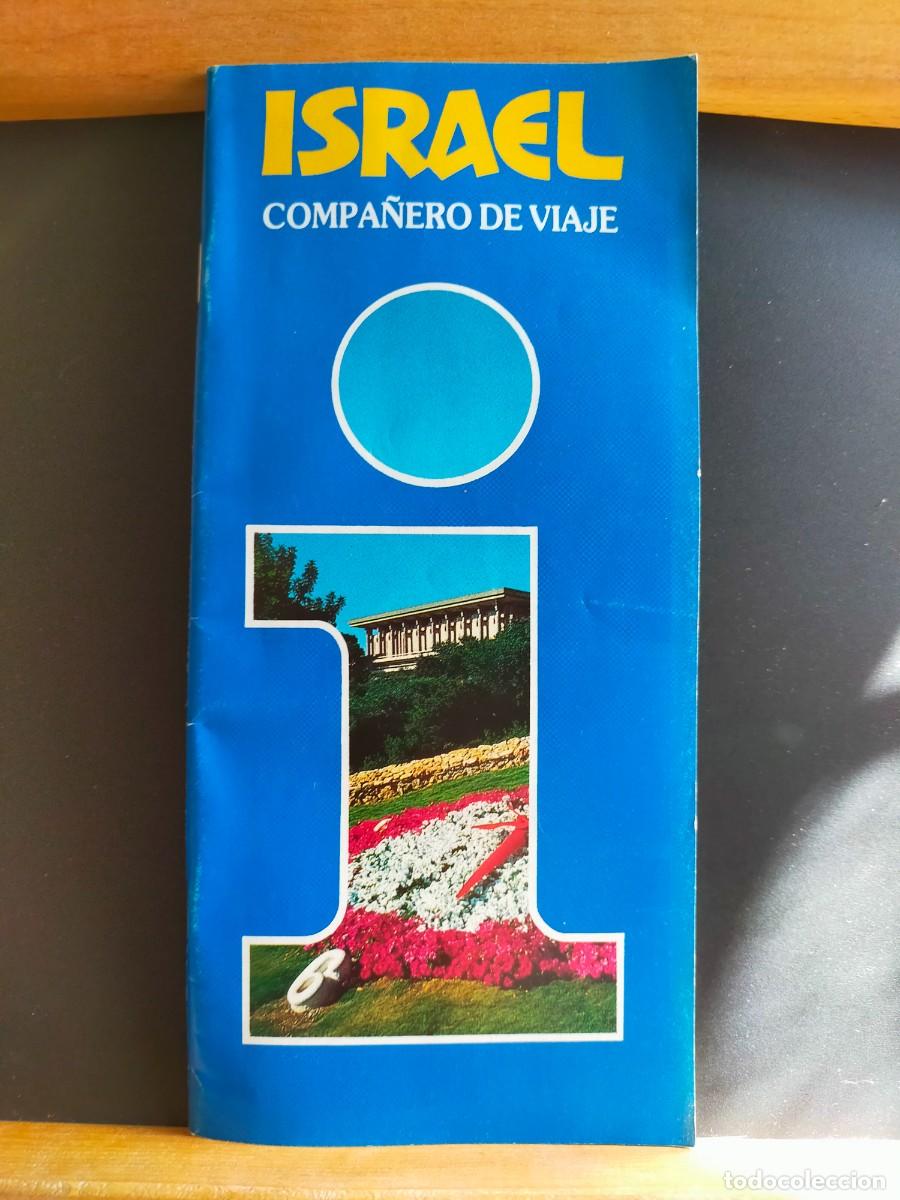 ISRAEL
COMPAÑERO DE VIAJE
i
6
todocoleccion